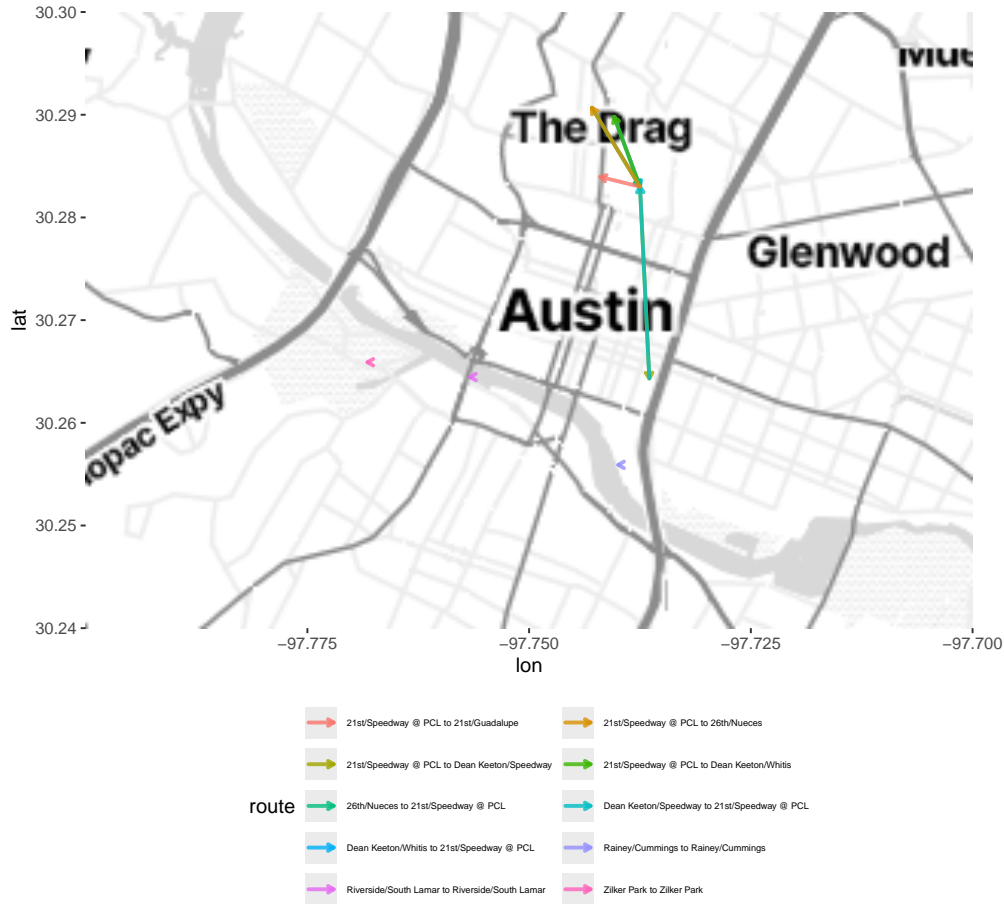 30.30
30.29
30.28
30.27
30.26
30.25
30.24
lat
The Drag
Glenwood
Austin
opac Expy
−97.775
−97.750
−97.725
−97.700
lon
route
21st/Speedway @ PCL to 21st/Guadalupe
21st/Speedway @ PCL to 26th/Nueces
21st/Speedway @ PCL to Dean Keeton/Speedway
21st/Speedway @ PCL to Dean Keeton/Whitis
26th/Nueces to 21st/Speedway @ PCL
Dean Keeton/Speedway to 21st/Speedway @ PCL
Dean Keeton/Whitis to 21st/Speedway @ PCL
Rainey/Cummings to Rainey/Cummings
Riverside/South Lamar to Riverside/South Lamar
Zilker Park to Zilker Park